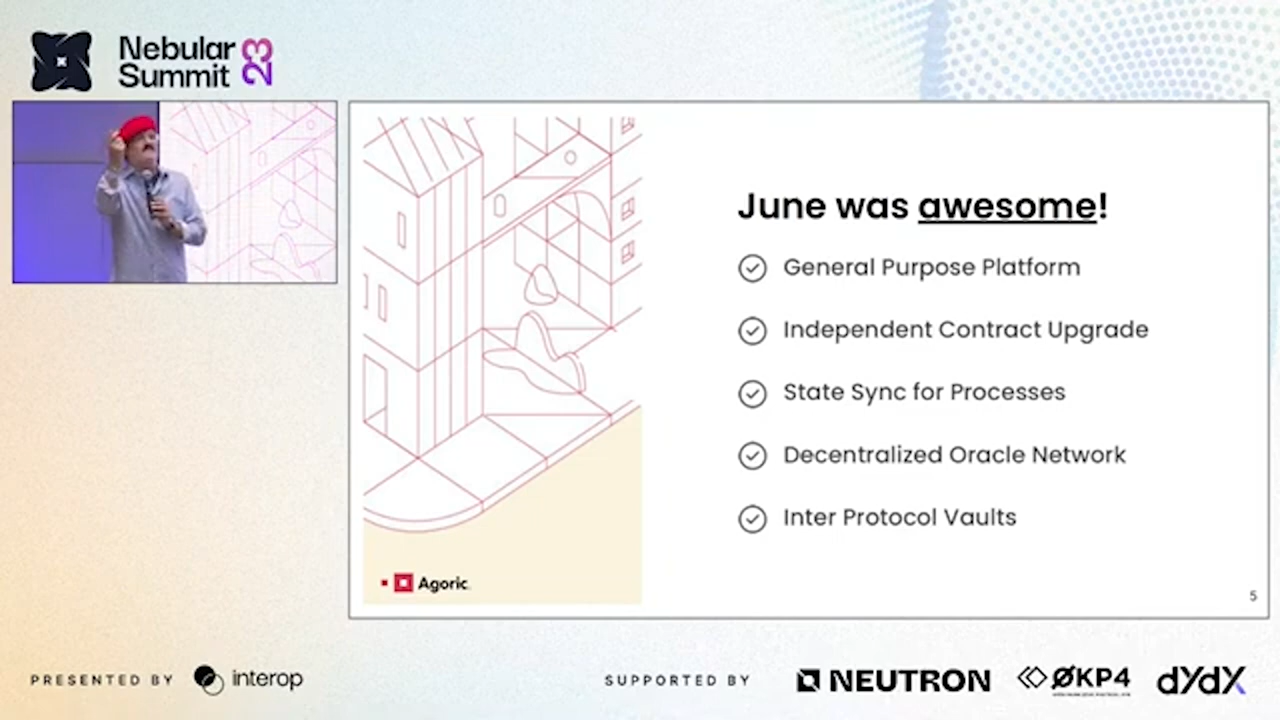 Nebular
Summit
23
June was awesome!
General Purpose Platform
Independent Contract Upgrade
State Sync for Processes
Decentralized Oracle Network
Inter Protocol Vaults
Agoric
5
PRESENTED BY
interop
SUPPORTED BY
NEUTRON
ØKP4
dYdX